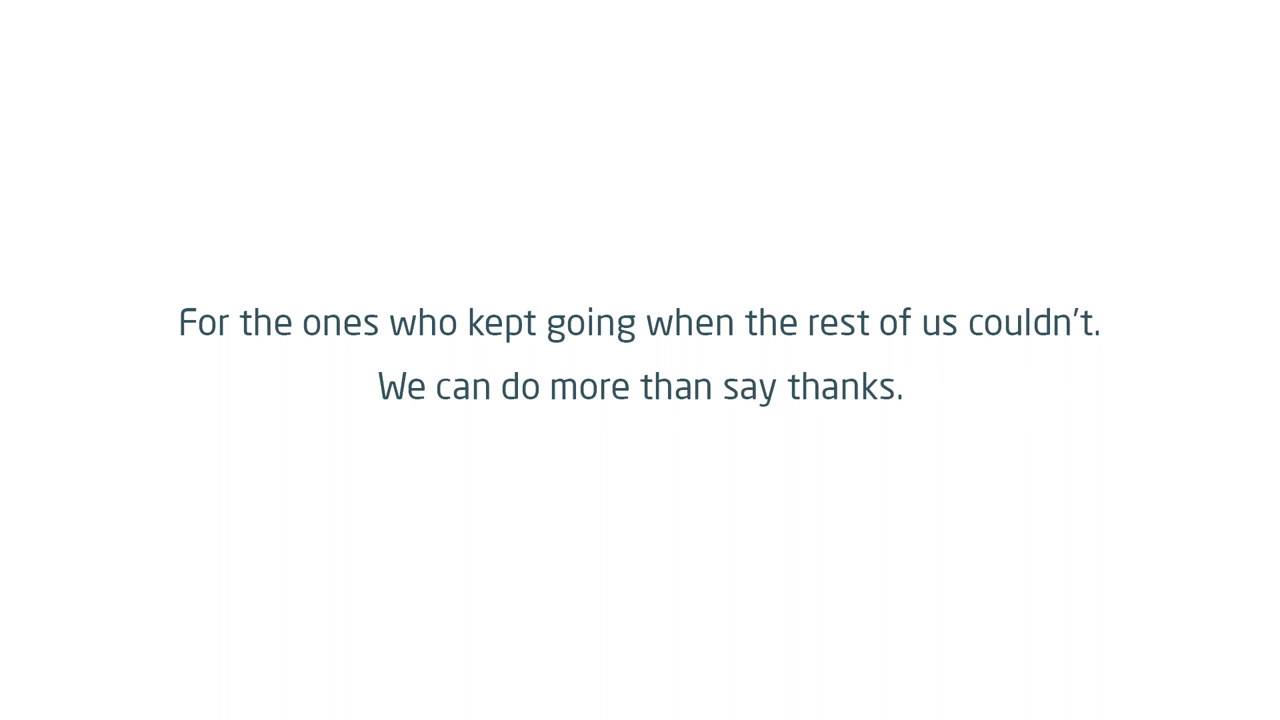 For the ones who kept going when the rest of us couldn't.
We can do more than say thanks.